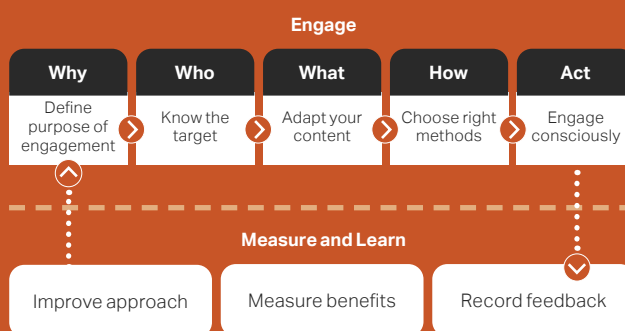 Engage
Why
Who
What
How
Act
Define
purpose of
engagement
Know the
target
Adapt your
content
Choose right
methods
Engage
consciously
Measure and Learn
Improve approach
Measure benefits
Record feedback